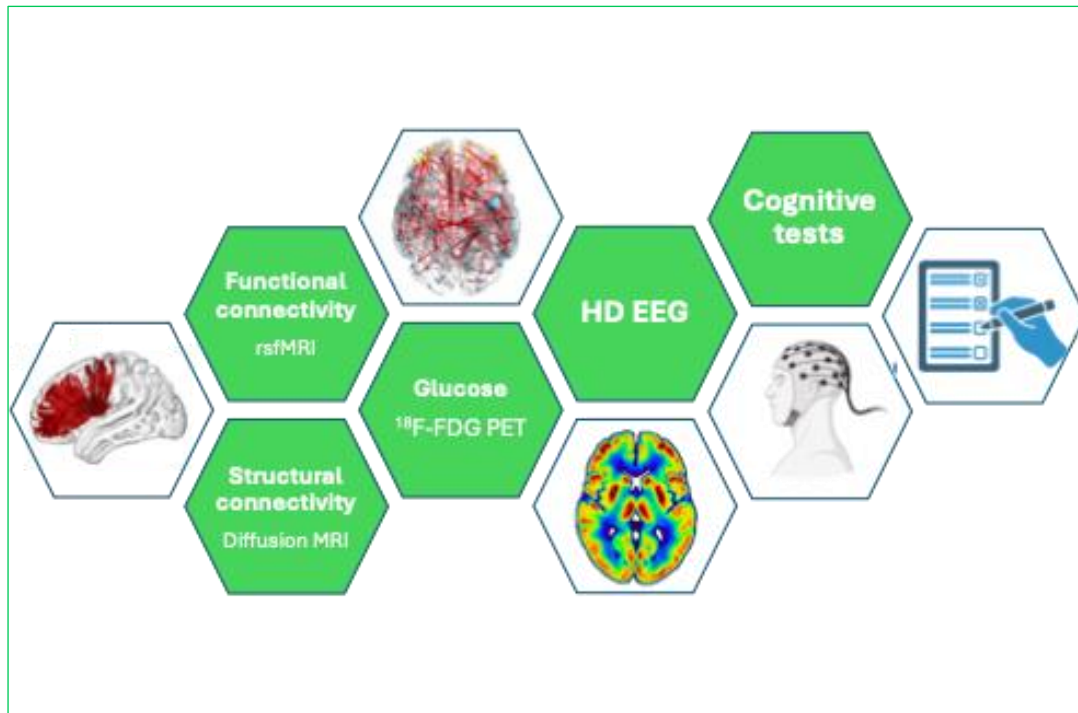 Functional
connectivity
rsfMRI
Structural
connectivity
Diffusion MRI
Glucose
¹⁸F-FDG PET
HD EEG
Cognitive
tests